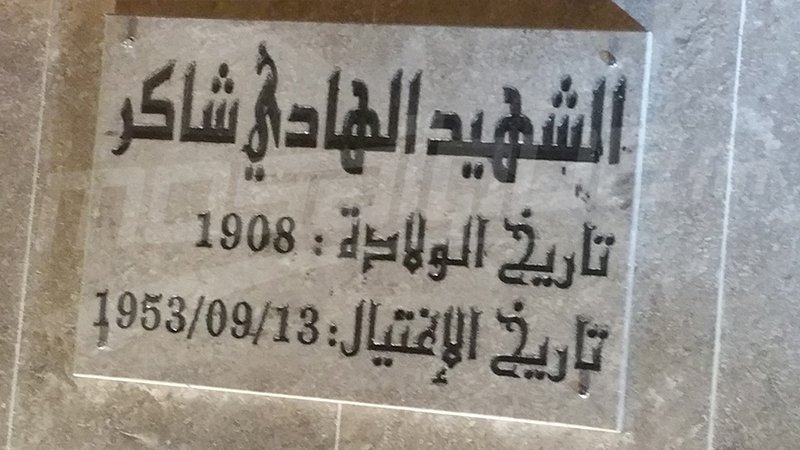 الشهيد الهادي شاكر
تاريخ الولادة : 1908
تاريخ الإغتيال: 1953/09/13